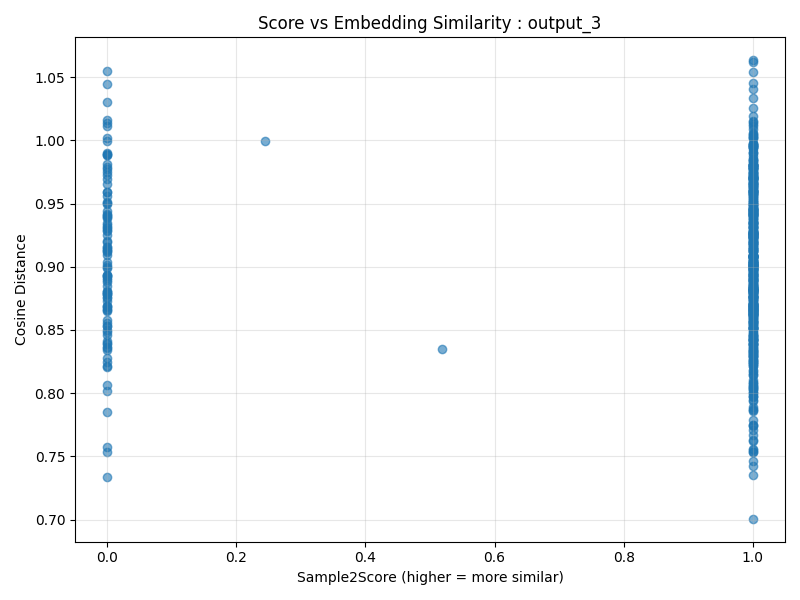 Score vs Embedding Similarity : output_3
Cosine Distance
1.05
1.00
0.95
0.90
0.85
0.80
0.75
0.70
0.0 0.2 0.4 0.6 0.8 1.0
Sample2Score (higher = more similar)